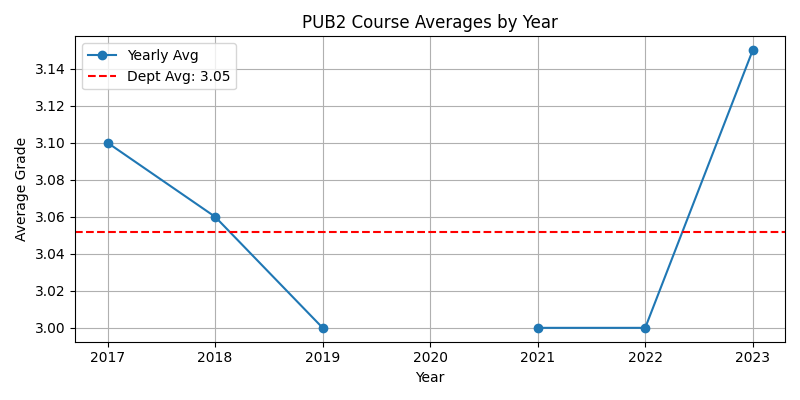 PUB2 Course Averages by Year
Yearly Avg
Dept Avg: 3.05
Average Grade
3.14
3.12
3.10
3.08
3.06
3.04
3.02
3.00
2017 2018 2019 2020 2021 2022 2023
Year